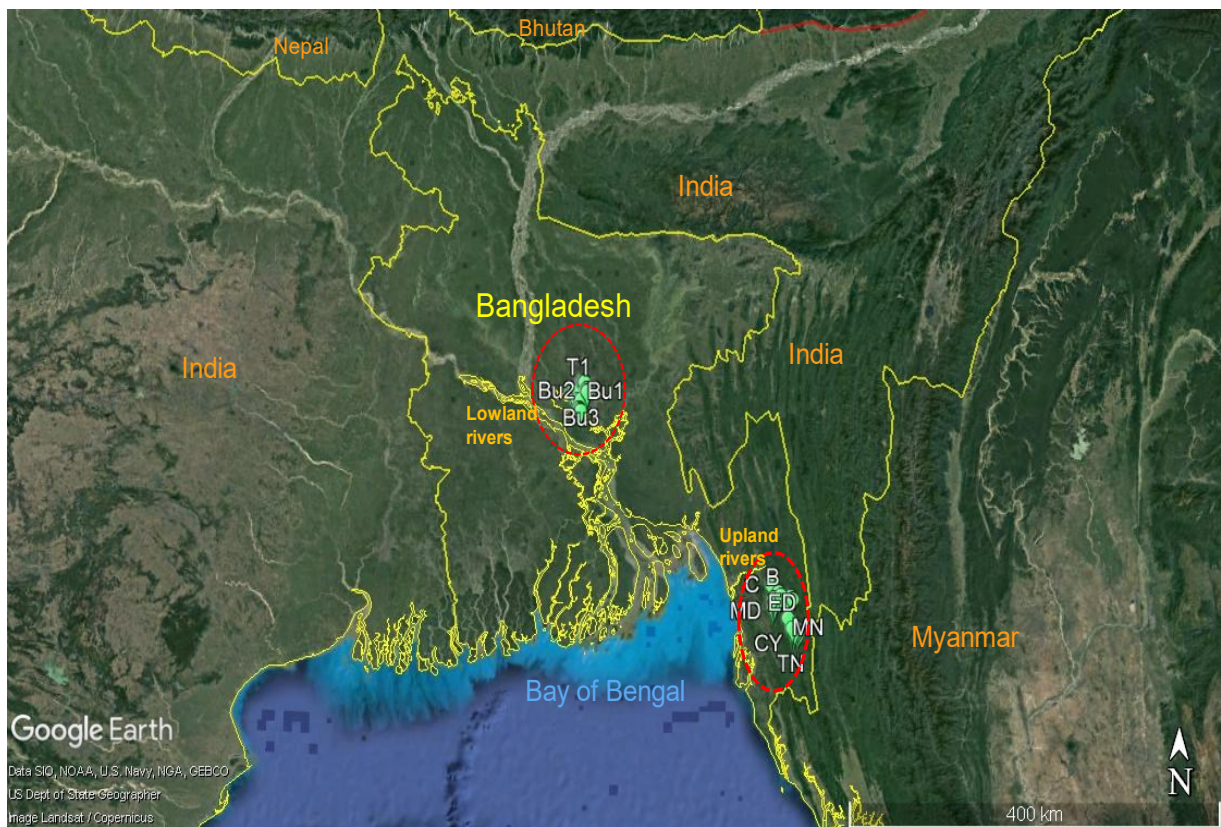 Nepal
Bhutan
India
Bangladesh
India
India
T1
Bu2
Bu1
Bu3
Lowland
rivers
Upland
rivers
B
C
ED
MD
MN
CY
TN
Myanmar
Bay of Bengal
Google Earth
Data SIO, NOAA, U.S. Navy, NGA, GEBCO
US Dept of State Geographer
Image Landsat / Copernicus
N
400 km